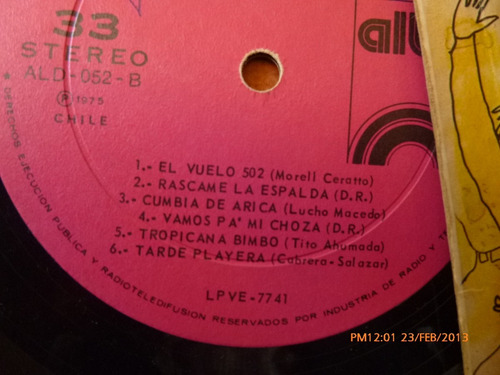 33
STEREO
ALD-052-B
℗ 1975
CHILE
al
1.- EL VUELO 502 (Morell Ceratto)
2.- RASCAME LA ESPALDA (D.R.)
3.- CUMBIA DE ARICA (Lucho Macedo)
4.- VAMOS PA' MI CHOZA (D.R.)
5.- TROPICANA BIMBO (Tito Ahumada)
6.- TARDE PLAYERA (Cabrera-Salazar)
LPVE-7741
DERECHOS EJECUCION PUBLICA Y RADIOTELEDIFUSION RESERVADOS POR INDUSTRIA DE RADIO Y
PM12:01 23/FEB/2013